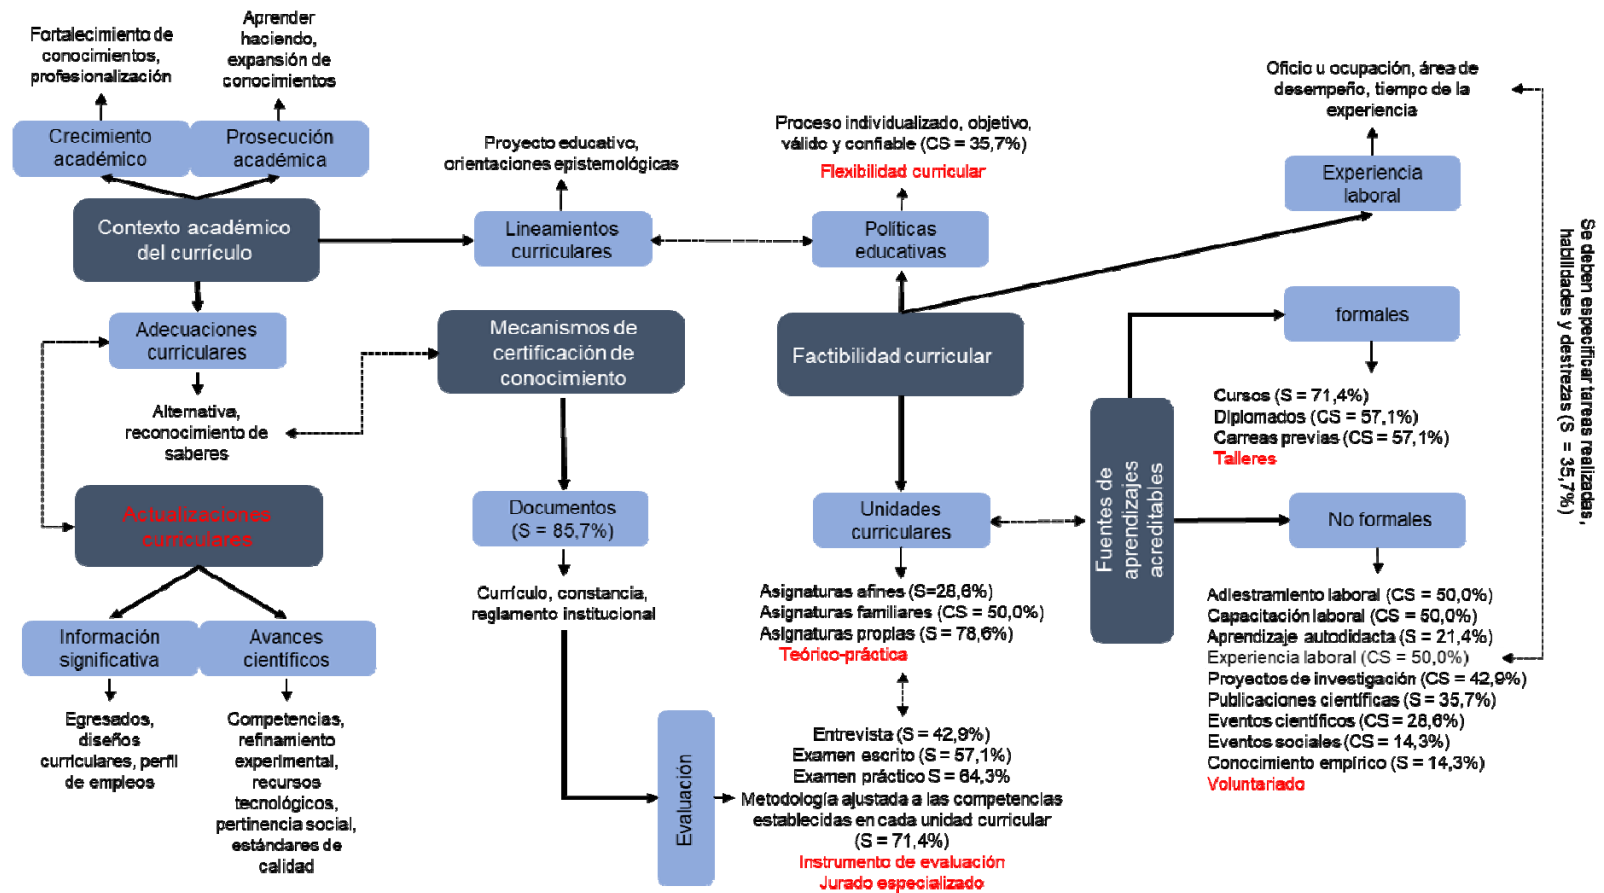 Fortalecimiento de
conocimientos,
profesionalización
Aprender
haciendo,
expansión de
conocimientos
Crecimiento
académico
Prosecución
académica
Contexto académico
del currículo
Proyecto educativo,
orientaciones epistemológicas
Lineamientos
curriculares
Proceso individualizado, objetivo,
válido y confiable (CS = 35,7%)
Flexibilidad curricular
Políticas
educativas
Oficio u ocupación, área de
desempeño, tiempo de la
experiencia
Experiencia
laboral
Se deben especificar tareas realizadas,
habilidades y destrezas (S = 35,7%)
Adecuaciones
curriculares
Alternativa,
reconocimiento de
saberes
Mecanismos de
certificación de
conocimiento
Factibilidad curricular
formales
Cursos (S = 71,4%)
Diplomados (CS = 57,1%)
Carreas previas (CS = 57,1%)
Talleres
Fuentes de
aprendizajes
acreditables
Actualizaciones
curriculares
Documentos
(S = 85,7%)
Unidades
curriculares
No formales
Currículo, constancia,
reglamento institucional
Asignaturas afines (S=28,6%)
Asignaturas familiares (CS = 50,0%)
Asignaturas propias (S = 78,6%)
Teórico-práctica
Adiestramiento laboral (CS = 50,0%)
Capacitación laboral (CS = 50,0%)
Aprendizaje autodidacta (S = 21,4%)
Experiencia laboral (CS = 50,0%)
Proyectos de investigación (CS = 42,9%)
Publicaciones científicas (S = 35,7%)
Eventos científicos (CS = 28,6%)
Eventos sociales (CS = 14,3%)
Conocimiento empírico (S = 14,3%)
Voluntariado
Información
significativa
Avances
científicos
Egresados,
diseños
curriculares, perfil
de empleos
Competencias,
refinamiento
experimental,
recursos
tecnológicos,
pertinencia social,
estándares de
calidad
Evaluación
Entrevista (S = 42,9%)
Examen escrito (S = 57,1%)
Examen práctico S = 64,3%
Metodología ajustada a las competencias
establecidas en cada unidad curricular
(S = 71,4%)
Instrumento de evaluación
Jurado especializado